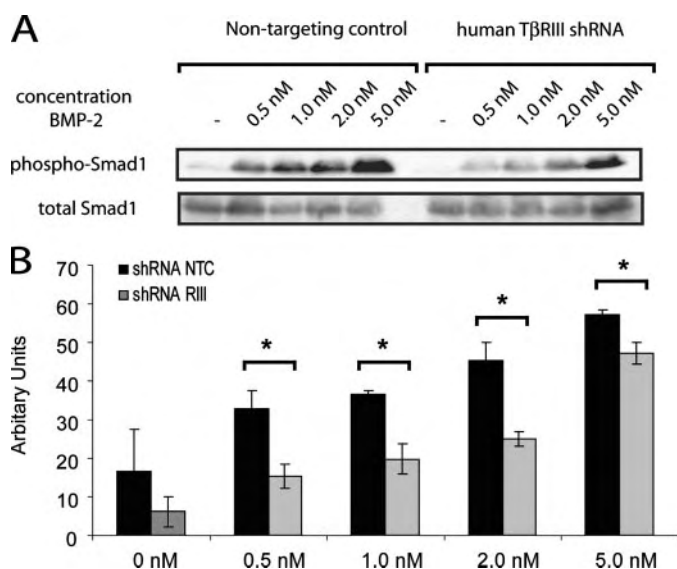 A
Non-targeting control
human TβRIII shRNA
concentration
BMP-2
-
0.5 nM
1.0 nM
2.0 nM
5.0 nM
-
0.5 nM
1.0 nM
2.0 nM
5.0 nM
phospho-Smad1
total Smad1
B
shRNA NTC
shRNA RIII
Arbitary Units
70
60
50
40
30
20
10
0
*
*
*
*
0 nM
0.5 nM
1.0 nM
2.0 nM
5.0 nM